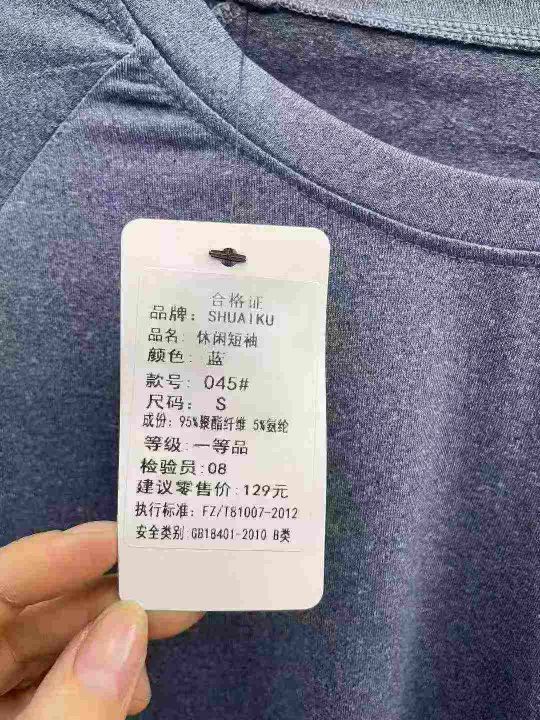 合格证
品牌: SHUAIKU
品名: 休闲短袖
颜色: 蓝
款号: 045#
尺码: S
成份: 95%聚酯纤维 5%氨纶
等级:一等品
检验员:08
建议零售价:129元
执行标准: FZ/T81007-2012
安全类别:GB18401-2010 B类